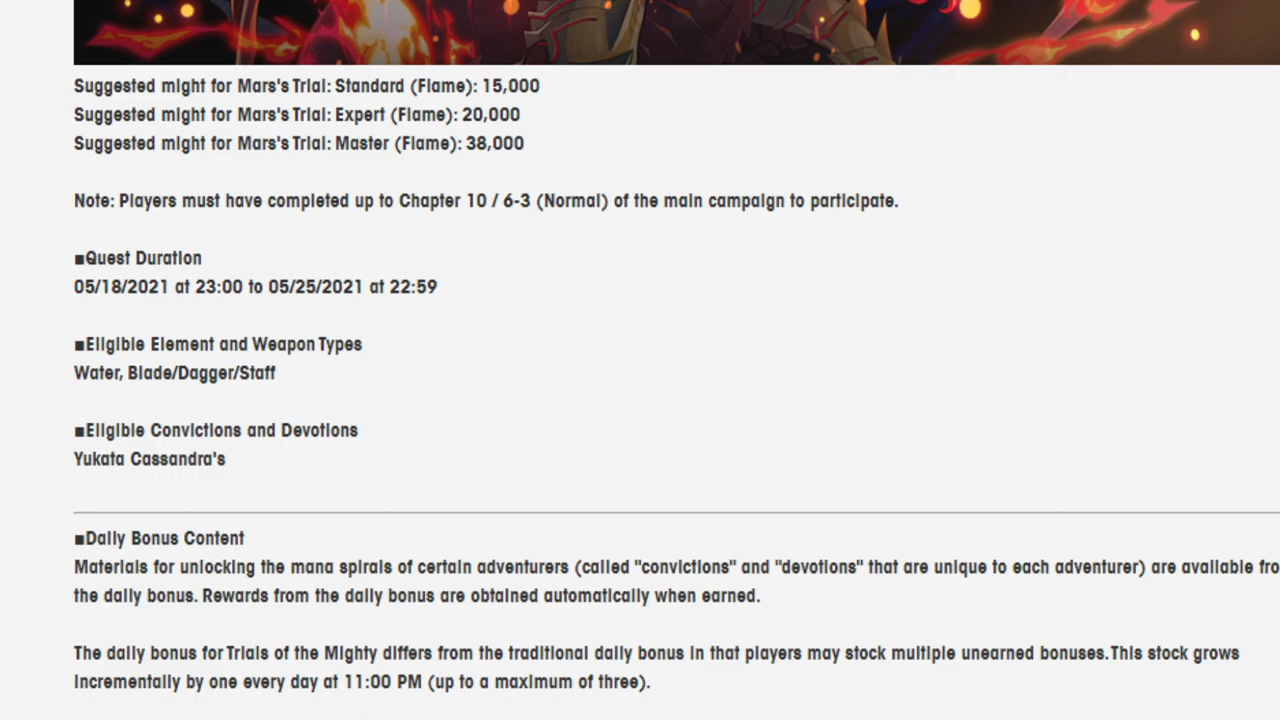 Suggested might for Mars's Trial: Standard (Flame): 15,000
Suggested might for Mars's Trial: Expert (Flame): 20,000
Suggested might for Mars's Trial: Master (Flame): 38,000
Note: Players must have completed up to Chapter 10 / 6-3 (Normal) of the main campaign to participate.
■Quest Duration
05/18/2021 at 23:00 to 05/25/2021 at 22:59
■Eligible Element and Weapon Types
Water, Blade/Dagger/Staff
■Eligible Convictions and Devotions
Yukata Cassandra's
■Daily Bonus Content
Materials for unlocking the mana spirals of certain adventurers (called "convictions" and "devotions" that are unique to each adventurer) are available fro
the daily bonus. Rewards from the daily bonus are obtained automatically when earned.
The daily bonus for Trials of the Mighty differs from the traditional daily bonus in that players may stock multiple unearned bonuses. This stock grows
incrementally by one every day at 11:00 PM (up to a maximum of three).